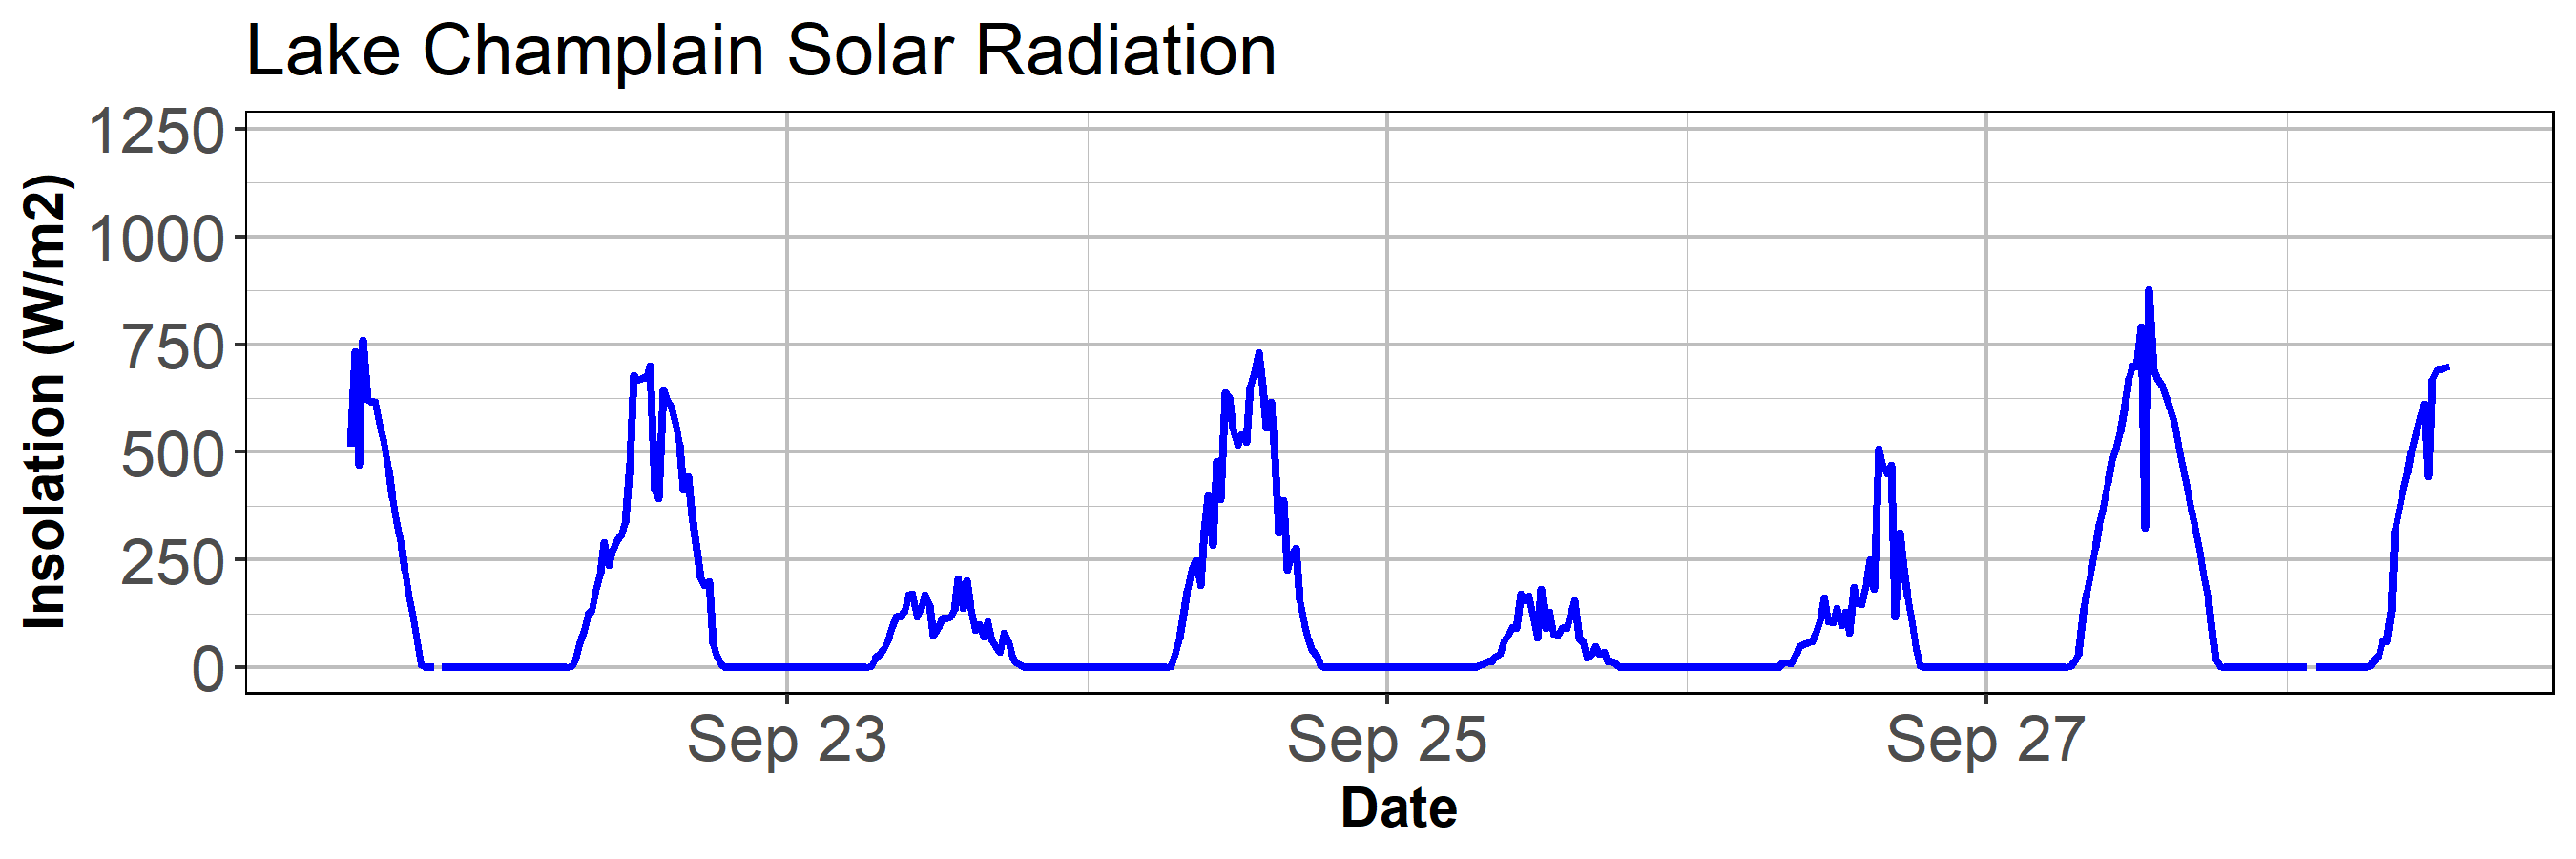 Lake Champlain Solar Radiation
1250
1000
750
500
250
0
Insolation (W/m2)
Sep 23 Sep 25 Sep 27
Date